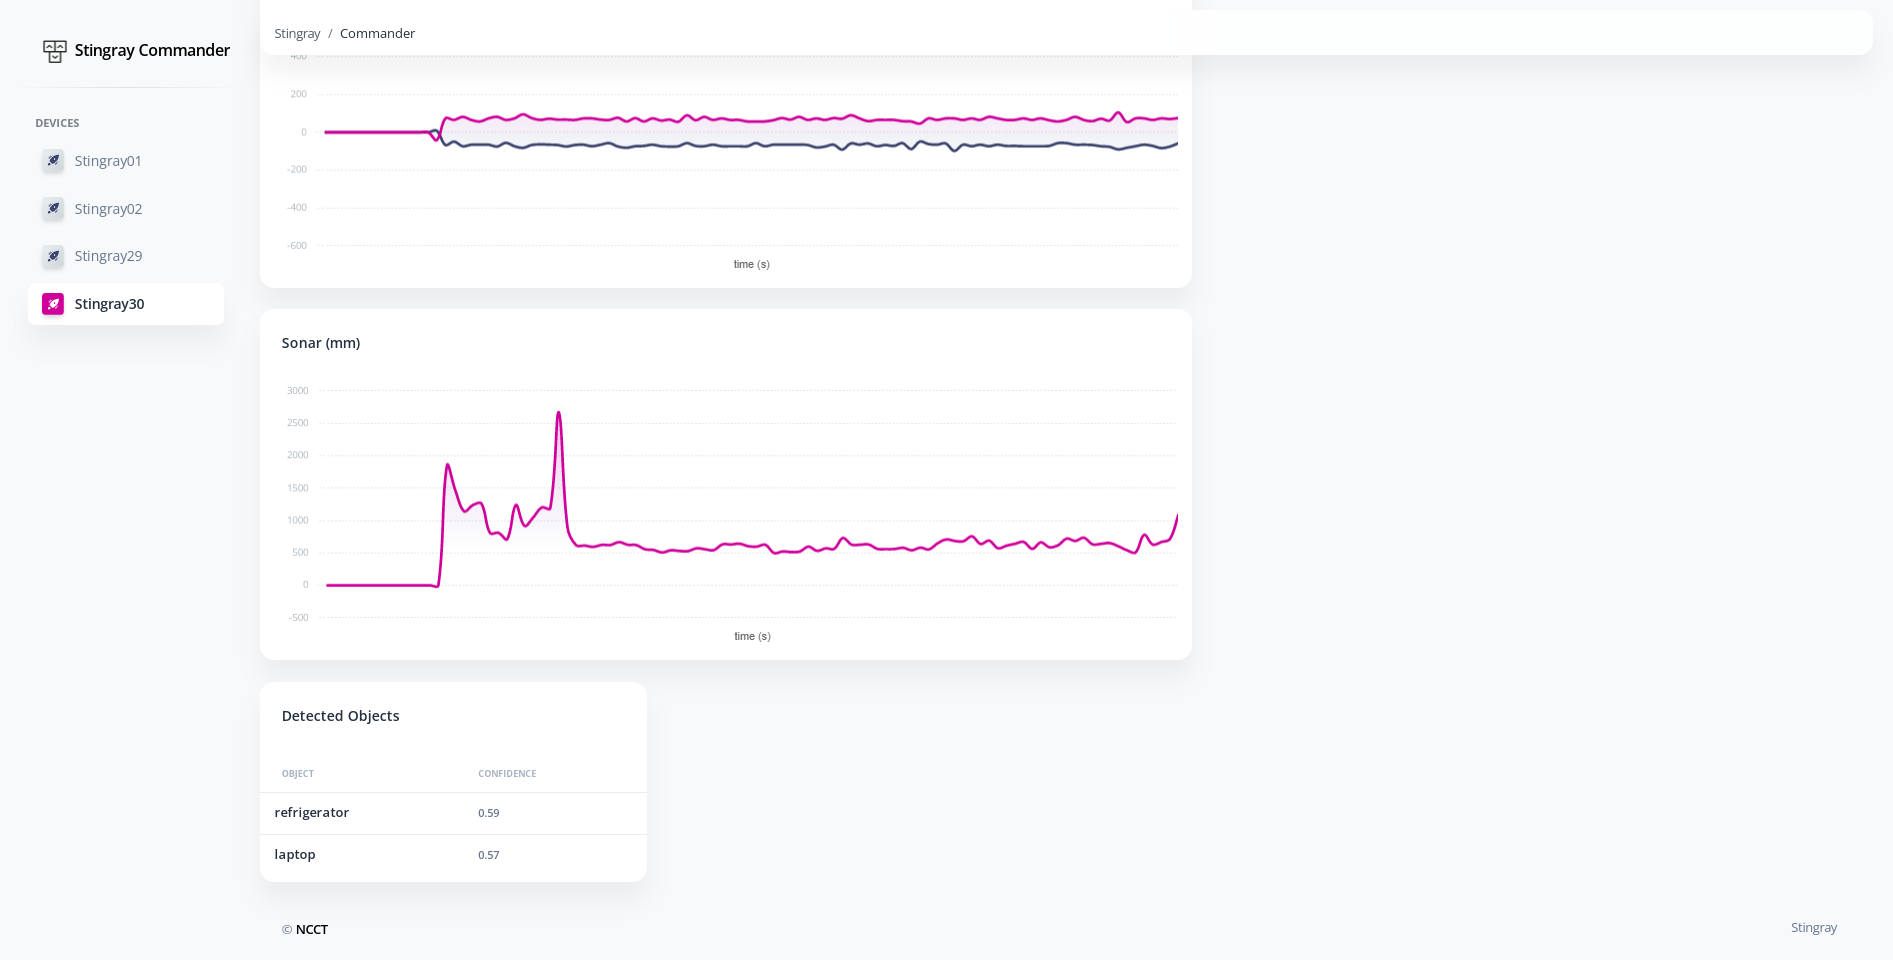 Stingray Commander
DEVICES
Stingray01
Stingray02
Stingray29
Stingray30
Stingray / Commander
400
200
0
-200
-400
-600
time (s)
Sonar (mm)
3000
2500
2000
1500
1000
500
0
-500
time (s)
Detected Objects
OBJECT CONFIDENCE
refrigerator 0.59
laptop 0.57
© NCCT
Stingray